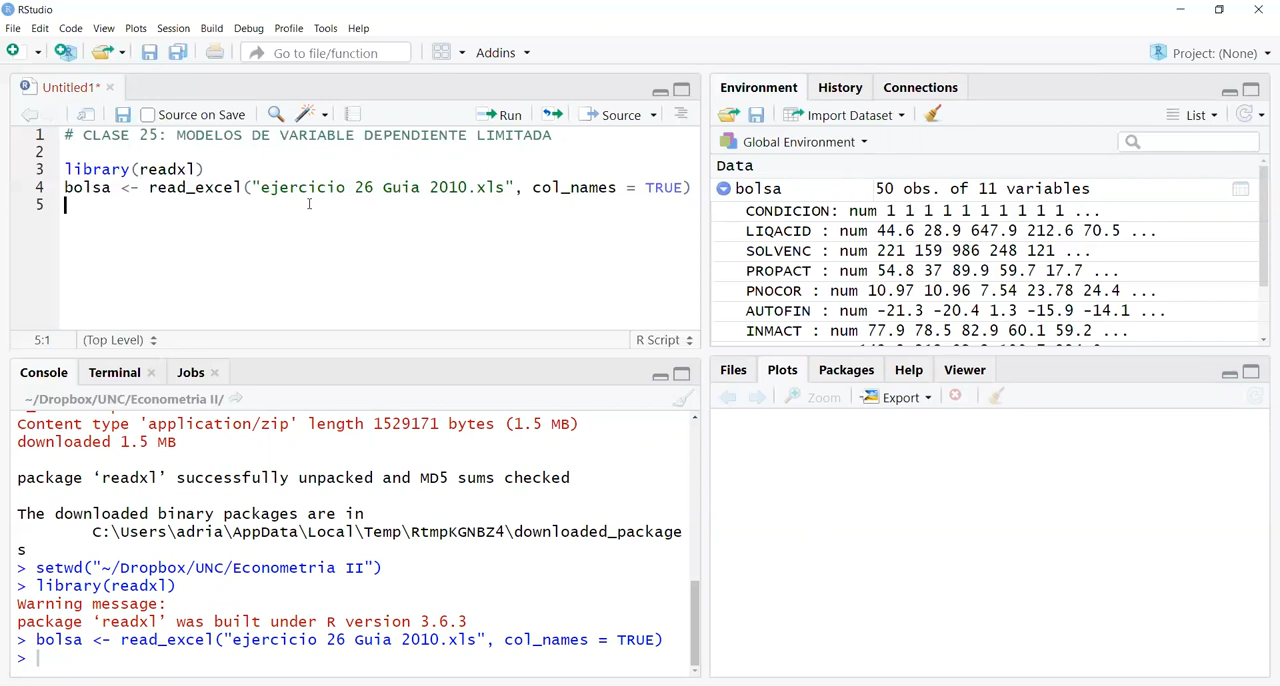 RStudio
File Edit Code View Plots Session Build Debug Profile Tools Help
Go to file/function Addins Project: (None)
Untitled1*
Source on Save Run Source
1 # CLASE 25: MODELOS DE VARIABLE DEPENDIENTE LIMITADA
2
3 library(readxl)
4 bolsa <- read_excel("ejercicio 26 Guia 2010.xls", col_names = TRUE)
5
5:1 (Top Level) R Script
Console Terminal Jobs
~/Dropbox/UNC/Econometria II/
Content type 'application/zip' length 1529171 bytes (1.5 MB)
downloaded 1.5 MB
package ‘readxl’ successfully unpacked and MD5 sums checked
The downloaded binary packages are in
C:\Users\adria\AppData\Local\Temp\RtmpKGNBZ4\downloaded_package
s
> setwd("~/Dropbox/UNC/Econometria II")
> library(readxl)
Warning message:
package ‘readxl’ was built under R version 3.6.3
> bolsa <- read_excel("ejercicio 26 Guia 2010.xls", col_names = TRUE)
>
Environment History Connections
Import Dataset List
Global Environment
Data
bolsa 50 obs. of 11 variables
CONDICION: num 1 1 1 1 1 1 1 1 1 1 ...
LIQACID : num 44.6 28.9 647.9 212.6 70.5 ...
SOLVENC : num 221 159 986 248 121 ...
PROPACT : num 54.8 37 89.9 59.7 17.7 ...
PNOCOR : num 10.97 10.96 7.54 23.78 24.4 ...
AUTOFIN : num -21.3 -20.4 1.3 -15.9 -14.1 ...
INMACT : num 77.9 78.5 82.9 60.1 59.2 ...
Files Plots Packages Help Viewer
Zoom Export